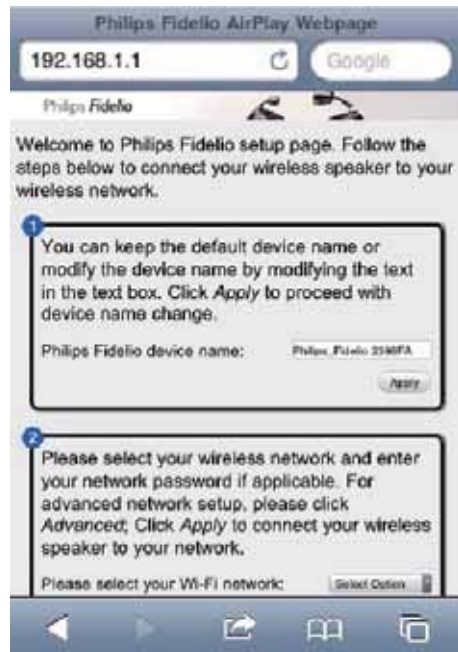 Philips Fidelio AirPlay Webpage
192.168.1.1
Google
Philips Fidelio
Welcome to Philips Fidelio setup page. Follow the
steps below to connect your wireless speaker to your
wireless network.
1
You can keep the default device name or
modify the device name by modifying the text
in the text box. Click Apply to proceed with
device name change.
Philips Fidelio device name:
Philips_Fidelio
Apply
2
Please select your wireless network and enter
your network password if applicable. For
advanced network setup, please click
Advanced; Click Apply to connect your wireless
speaker to your network.
Please select your Wi-Fi network:
Select Option